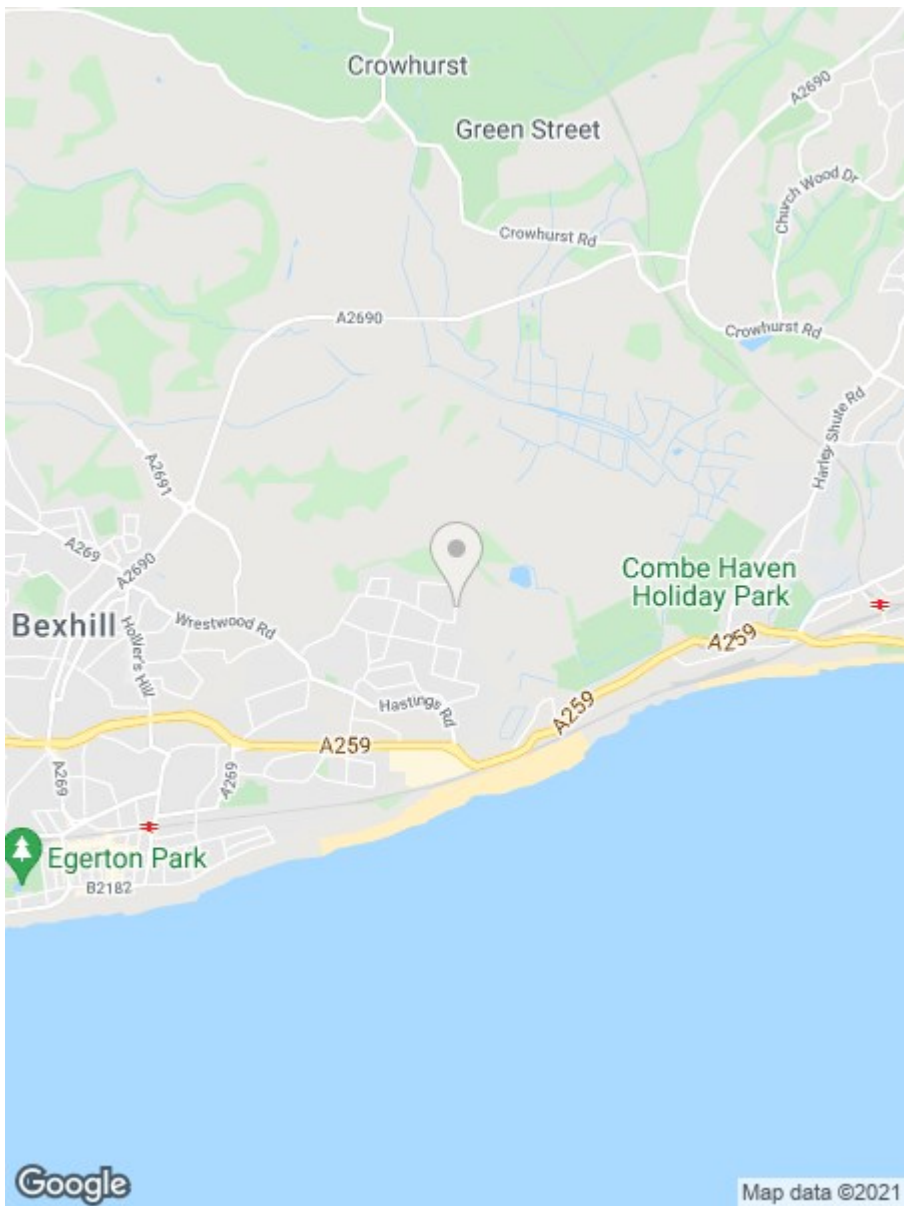 Crowhurst
Green Street
A2690
Church Wood Dr
Crowhurst Rd
A2690
Crowhurst Rd
Harley Shute Rd
A2691
A269
A2690
Combe Haven
Holiday Park
Bexhill
Wrestwood Rd
Hollier's Hill
A259
Hastings Rd
A259
A259
A269
A269
Egerton Park
B2182
Google
Map data ©2021